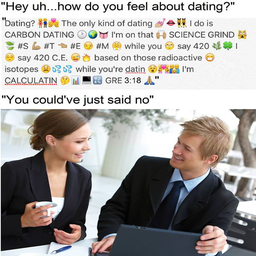 "Hey uh...how do you feel about dating?"
"Dating? 👫💏 The only kind of dating 💅👄👯 I do is
CARBON DATING 🕐🌍👅 I'm on that 🙌 SCIENCE GRIND 😹
🐍 #S 💪 #T 👈 #E 😏 #M 😤 while you 😏 say 420 🌿🌳 I
😏 say 420 C.E. 😏 👌 based on those radioactive 😁
isotopes 😩💦💦 while you're datin 😵👫💏 I'm
CALCULATIN 🤔📊💻🔢 GRE 3:18 🙏"
"You could've just said no"